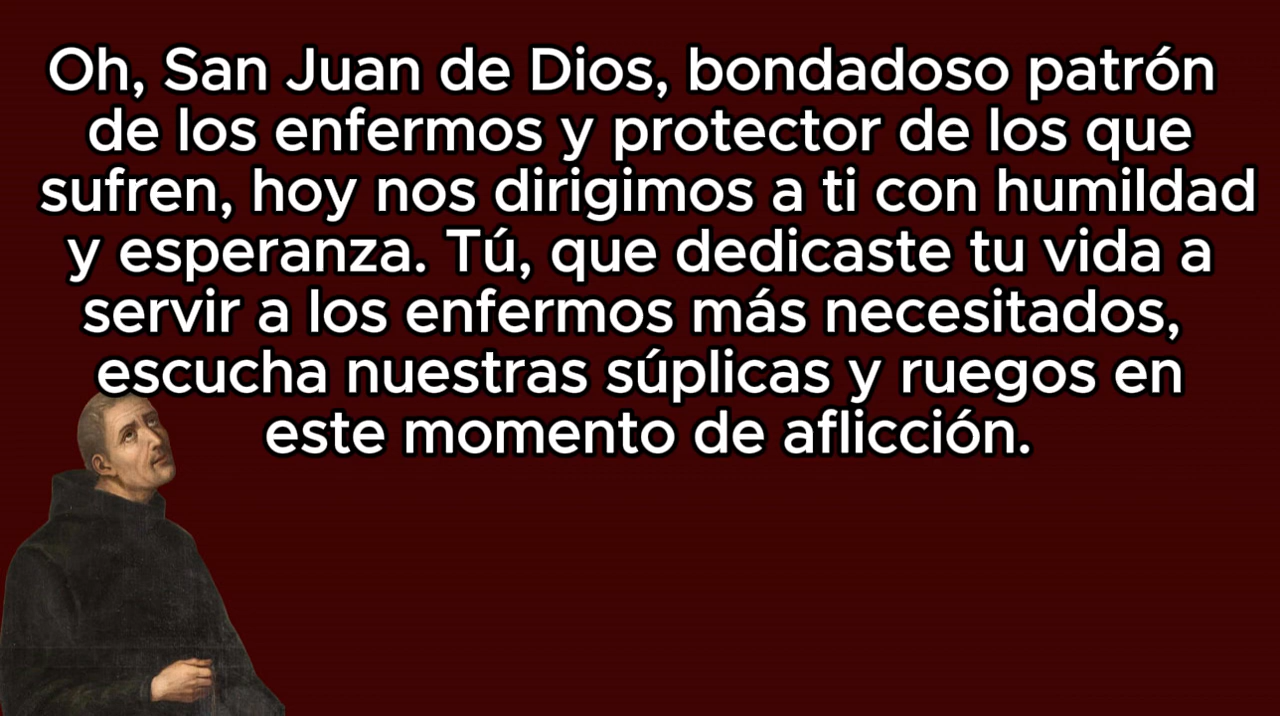 Oh, San Juan de Dios, bondadoso patrón
de los enfermos y protector de los que
sufren, hoy nos dirigimos a ti con humildad
y esperanza. Tú, que dedicaste tu vida a
servir a los enfermos más necesitados,
escucha nuestras súplicas y ruegos en
este momento de aflicción.